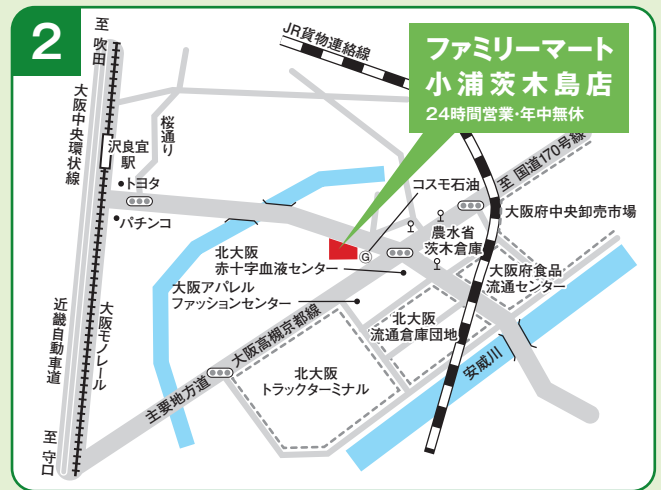 2
至 吹田
JR貨物連絡線
ファミリーマート
小浦茨木島店
24時間営業・年中無休
大阪中央環状線
桜通り
沢良宜
駅
トヨタ
パチンコ
コスモ石油
至 国道170号線
大阪府中央卸売市場
農水省
茨木倉庫
G
北大阪
赤十字血液センター
大阪府食品
流通センター
大阪アパレル
ファッションセンター
北大阪
流通倉庫団地
大阪高槻京都線
安威川
近畿自動車道
大阪モノレール
主要地方道
北大阪
トラックターミナル
至 守口